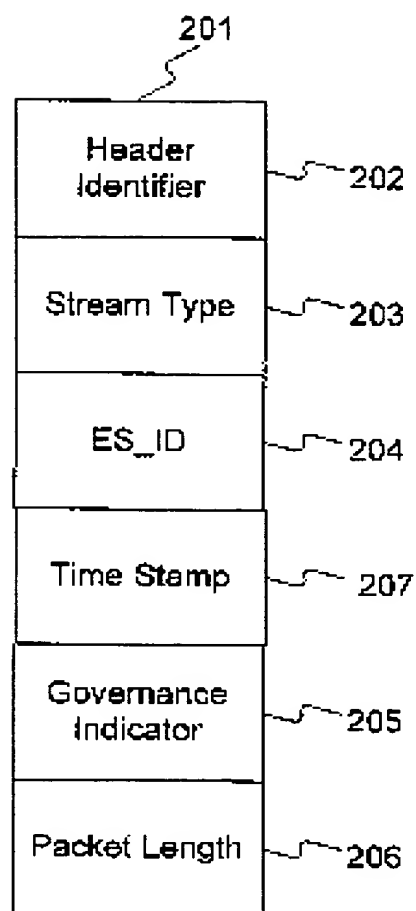 201
Header
Identifier
202
Stream Type
203
ES_ID
204
Time Stamp
207
Governance
Indicator
205
Packet Length
206